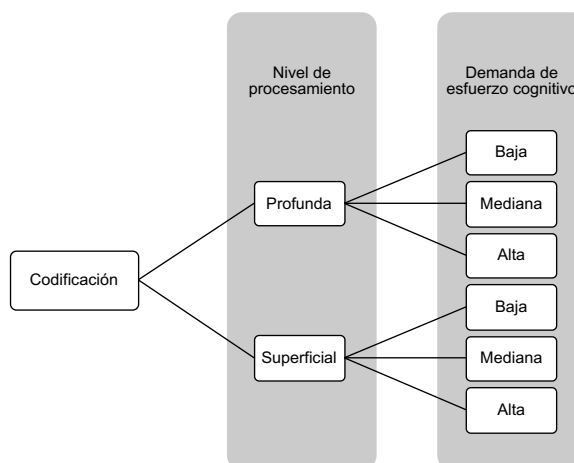 Nivel de
procesamiento
Demanda de
esfuerzo cognitivo
Baja
Profunda
Mediana
Alta
Codificación
Baja
Superficial
Mediana
Alta